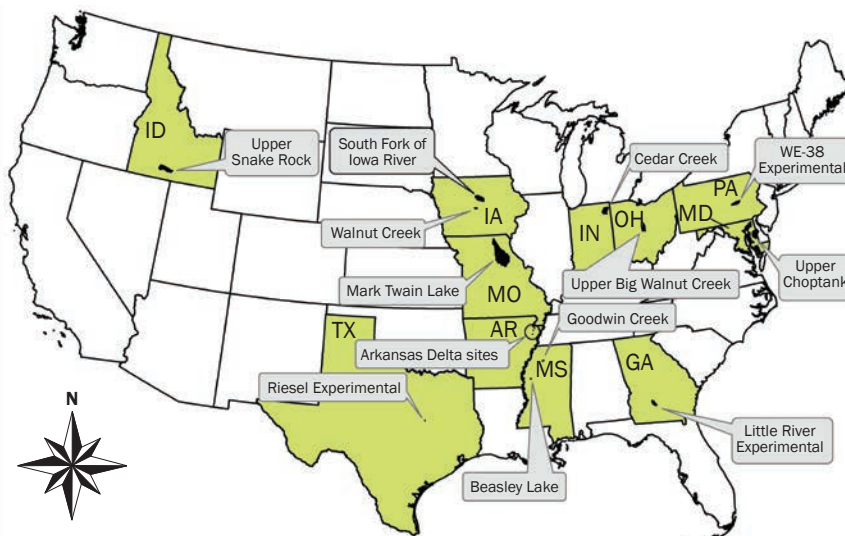 ID
Upper
Snake Rock
South Fork of
Iowa River
Cedar Creek
WE-38
Experimental
PA
IA
Walnut Creek
IN
OH
MD
Mark Twain Lake
MO
Upper Big Walnut Creek
Upper
Choptank
TX
AR
Goodwin Creek
Arkansas Delta sites
MS
GA
Riesel Experimental
N
Little River
Experimental
Beasley Lake